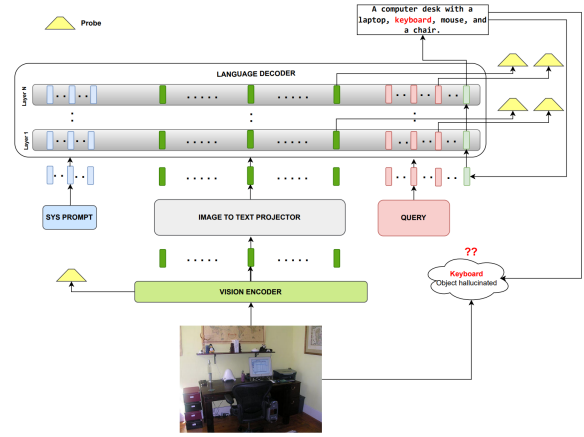 A computer desk with a
laptop, keyboard, mouse, and
a chair.
Probe
LANGUAGE DECODER
Layer N
Layer 1
SYS PROMPT
IMAGE TO TEXT PROJECTOR
QUERY
??
Keyboard
Object hallucinated
VISION ENCODER